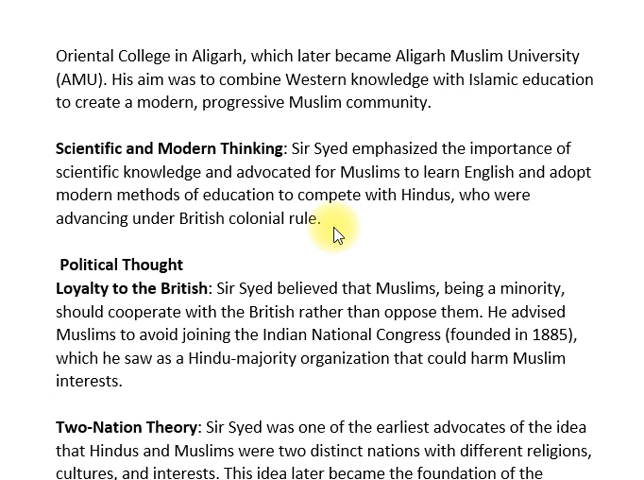 Oriental College in Aligarh, which later became Aligarh Muslim University
(AMU). His aim was to combine Western knowledge with Islamic education
to create a modern, progressive Muslim community.
Scientific and Modern Thinking: Sir Syed emphasized the importance of
scientific knowledge and advocated for Muslims to learn English and adopt
modern methods of education to compete with Hindus, who were
advancing under British colonial rule.
Political Thought
Loyalty to the British: Sir Syed believed that Muslims, being a minority,
should cooperate with the British rather than oppose them. He advised
Muslims to avoid joining the Indian National Congress (founded in 1885),
which he saw as a Hindu-majority organization that could harm Muslim
interests.
Two-Nation Theory: Sir Syed was one of the earliest advocates of the idea
that Hindus and Muslims were two distinct nations with different religions,
cultures, and interests. This idea later became the foundation of the